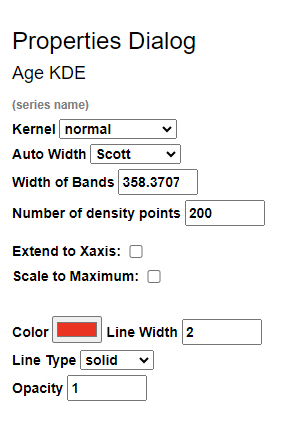 Properties Dialog
Age KDE
(series name)
Kernel normal
Auto Width Scott
Width of Bands 358.3707
Number of density points 200
Extend to Xaxis:
Scale to Maximum:
Color Line Width 2
Line Type solid
Opacity 1